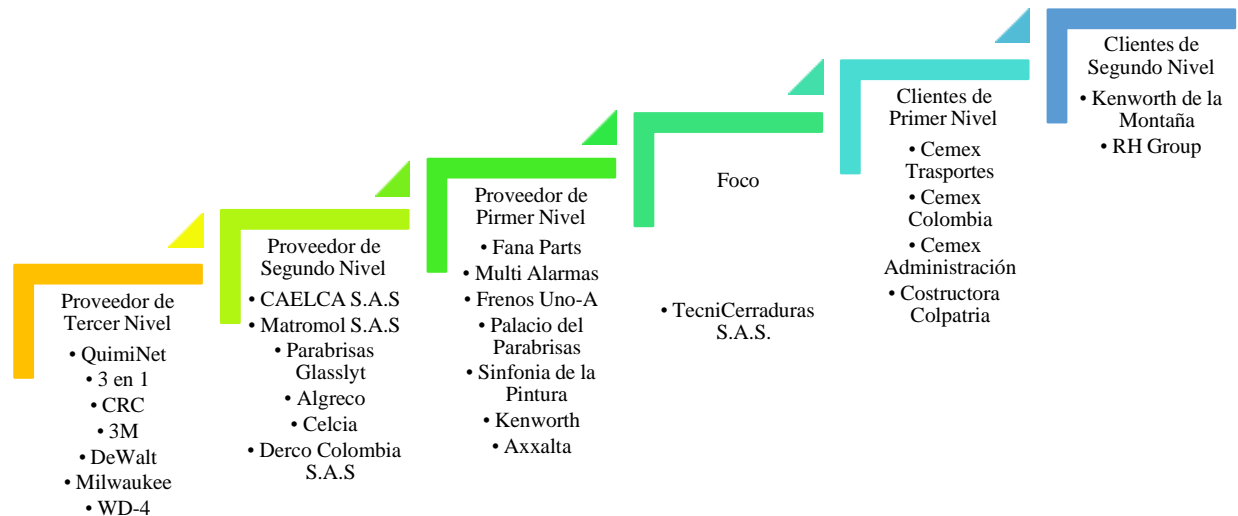 Proveedor de
Tercer Nivel
• QuimiNet
• 3 en 1
• CRC
• 3M
• DeWalt
• Milwaukee
• WD-4
Proveedor de
Segundo Nivel
• CAELCA S.A.S
• Matromol S.A.S
• Parabrisas
Glasslyt
• Algreco
• Celcia
• Derco Colombia
S.A.S
Proveedor de
Pirmer Nivel
• Fana Parts
• Multi Alarmas
• Frenos Uno-A
• Palacio del
Parabrisas
• Sinfonia de la
Pintura
• Kenworth
• Axxalta
Foco
• TecniCerraduras
S.A.S.
Clientes de
Primer Nivel
• Cemex
Trasportes
• Cemex
Colombia
• Cemex
Administración
• Costructora
Colpatria
Clientes de
Segundo Nivel
• Kenworth de la
Montaña
• RH Group